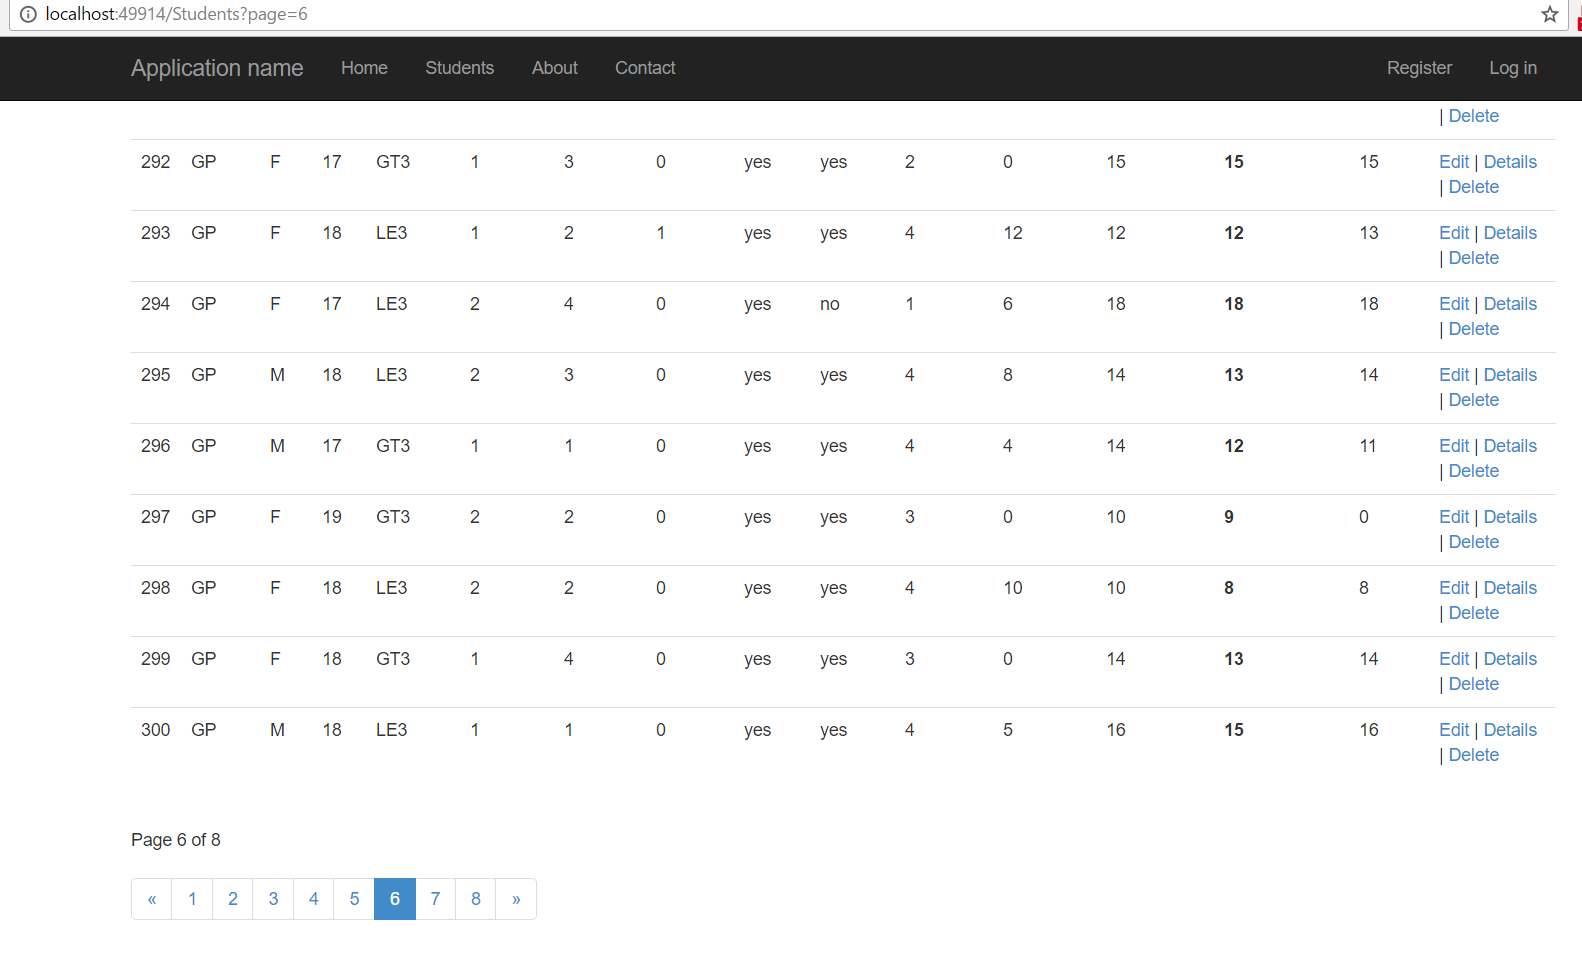 localhost:49914/Students?page=6
Application name Home Students About Contact Register Log in
| Delete
292 GP F 17 GT3 1 3 0 yes yes 2 0 15 15 15 Edit | Details
| Delete
293 GP F 18 LE3 1 2 1 yes yes 4 12 12 12 13 Edit | Details
| Delete
294 GP F 17 LE3 2 4 0 yes no 1 6 18 18 18 Edit | Details
| Delete
295 GP M 18 LE3 2 3 0 yes yes 4 8 14 13 14 Edit | Details
| Delete
296 GP M 17 GT3 1 1 0 yes yes 4 4 14 12 11 Edit | Details
| Delete
297 GP F 19 GT3 2 2 0 yes yes 3 0 10 9 0 Edit | Details
| Delete
298 GP F 18 LE3 2 2 0 yes yes 4 10 10 8 8 Edit | Details
| Delete
299 GP F 18 GT3 1 4 0 yes yes 3 0 14 13 14 Edit | Details
| Delete
300 GP M 18 LE3 1 1 0 yes yes 4 5 16 15 16 Edit | Details
| Delete
Page 6 of 8
« 1 2 3 4 5 6 7 8 »